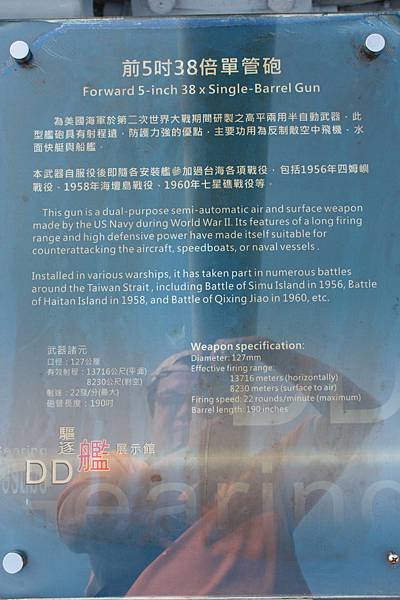 前5吋38倍單管砲
Forward 5-inch 38 x Single-Barrel Gun
為美國海軍於第二次世界大戰期間研製之高平兩用半自動武器，此
型艦砲具有射程遠，防護力強的優點，主要功用為反制敵空中飛機、水
面快艇與船艦．
本武器自服役後即隨各安裝艦參加過台海各項戰役，包括1956年四姆嶼
戰役，1958年海壇島戰役，1960年七星礁戰役等．
This gun is a dual-purpose semi-automatic air and surface weapon
made by the US Navy during World War II. Its features of a long firing
range and high defensive power have made itself suitable for
counterattacking the aircraft, speedboats, or naval vessels .
Installed in various warships, it has taken part in numerous battles
around the Taiwan Strait , including Battle of Simu Island in 1956, Battle
of Haitan Island in 1958, and Battle of Qixing Jiao in 1960, etc.
武器諸元
口徑：127公厘
有效射程：13716公尺(平面)
8230公尺(對空)
射速：22發/分(最大)
砲管長度：190吋
Weapon specification:
Diameter: 127mm
Effective firing range:
13716 meters (horizontally)
8230 meters (surface to air)
Firing speed: 22 rounds/minute (maximum)
Barrel length: 190 inches
DD
驅逐艦展示館
DD
Gearing
Gearing